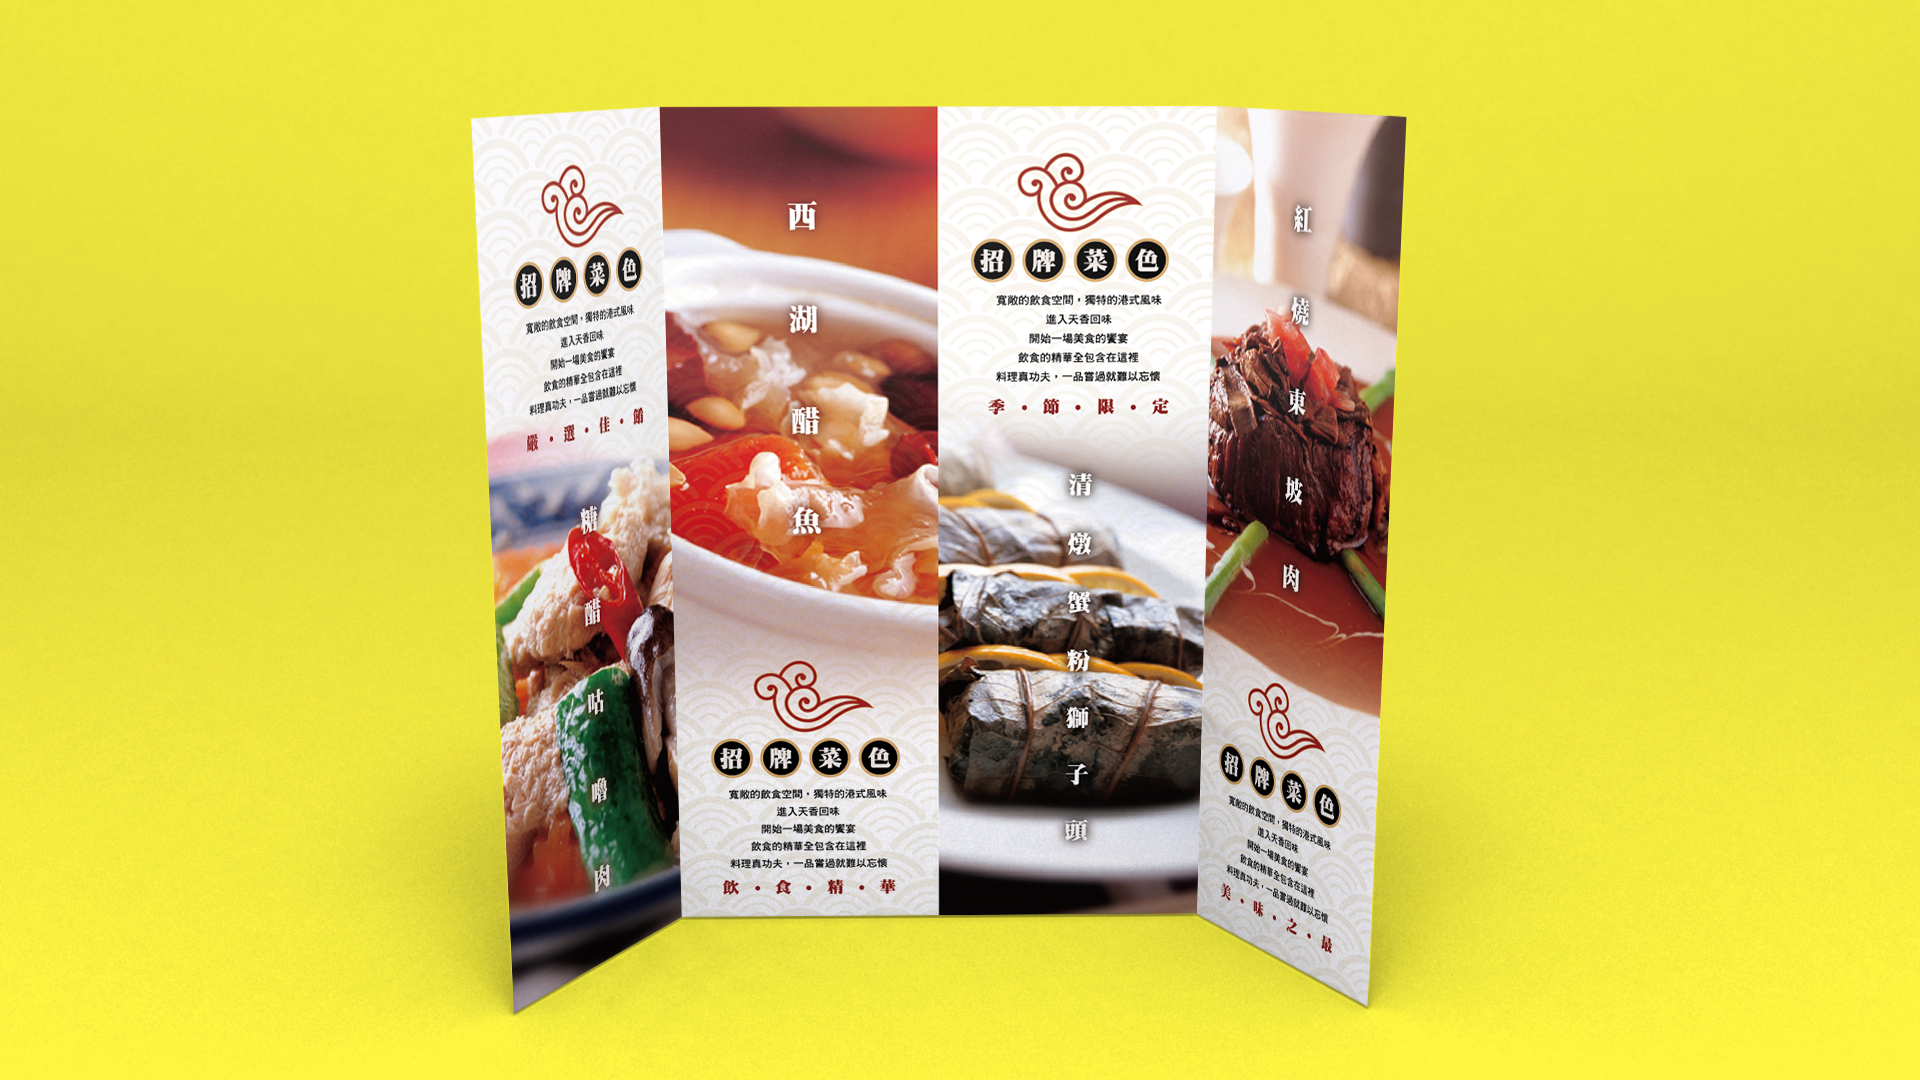 招牌菜色
寬敞的飲食空間，獨特的港式風味
進入天香回味
開始一場美食的饗宴
飲食的精華全包含在這裡
料理真功夫，一品嘗過就難以忘懷
嚴・選・佳・餚
糖醋咕嚕肉
西湖醋魚
招牌菜色
寬敞的飲食空間，獨特的港式風味
進入天香回味
開始一場美食的饗宴
飲食的精華全包含在這裡
料理真功夫，一品嘗過就難以忘懷
飲・食・精・華
招牌菜色
寬敞的飲食空間，獨特的港式風味
進入天香回味
開始一場美食的饗宴
飲食的精華全包含在這裡
料理真功夫，一品嘗過就難以忘懷
季・節・限・定
清燉蟹粉獅子頭
紅燒東坡肉
招牌菜色
寬敞的飲食空間，獨特的港式風味
進入天香回味
開始一場美食的饗宴
飲食的精華全包含在這裡
料理真功夫，一品嘗過就難以忘懷
美・味・之・最